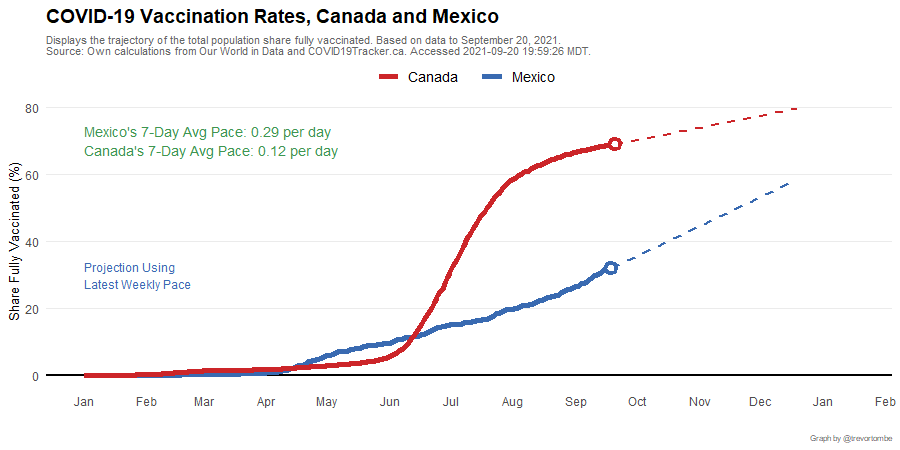 COVID-19 Vaccination Rates, Canada and Mexico
Displays the trajectory of the total population share fully vaccinated. Based on data to September 20, 2021.
Source: Own calculations from Our World in Data and COVID19Tracker.ca. Accessed 2021-09-20 19:59:26 MDT.
Canada Mexico
Share Fully Vaccinated (%)
80
60
40
20
0
Mexico's 7-Day Avg Pace: 0.29 per day
Canada's 7-Day Avg Pace: 0.12 per day
Projection Using
Latest Weekly Pace
Jan Feb Mar Apr May Jun Jul Aug Sep Oct Nov Dec Jan Feb
Graph by @trevortombe